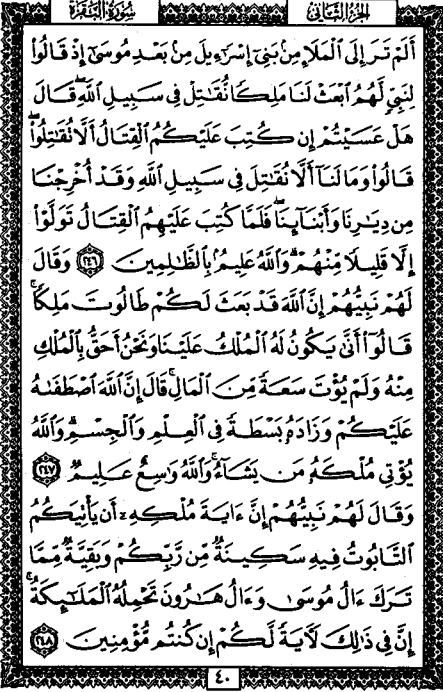 الجزء الثاني سورة البقرة
أَلَمْ تَرَ إِلَى ٱلْمَلَإِ مِنۢ بَنِىٓ إِسْرَٰٓءِيلَ مِنۢ بَعْدِ مُوسَىٰٓ إِذْ قَالُوا۟
لِنَبِىٍّ لَّهُمُ ٱبْعَثْ لَنَا مَلِكًا نُّقَٰتِلْ فِى سَبِيلِ ٱللَّهِ ۖ قَالَ
هَلْ عَسَيْتُمْ إِن كُتِبَ عَلَيْكُمُ ٱلْقِتَالُ أَلَّا تُقَٰتِلُوا۟ ۖ
قَالُوا۟ وَمَا لَنَآ أَلَّا نُقَٰتِلَ فِى سَبِيلِ ٱللَّهِ وَقَدْ أُخْرِجْنَا
مِن دِيَٰرِنَا وَأَبْنَآئِنَا ۖ فَلَمَّا كُتِبَ عَلَيْهِمُ ٱلْقِتَالُ تَوَلَّوْا۟
إِلَّا قَلِيلًا مِّنْهُمْ ۗ وَٱللَّهُ عَلِيمٌۢ بِٱلظَّٰلِمِينَ ٢٤٦ وَقَالَ
لَهُمْ نَبِيُّهُمْ إِنَّ ٱللَّهَ قَدْ بَعَثَ لَكُمْ طَالُوتَ مَلِكًا ۚ
قَالُوٓا۟ أَنَّىٰ يَكُونُ لَهُ ٱلْمُلْكُ عَلَيْنَا وَنَحْنُ أَحَقُّ بِٱلْمُلْكِ
مِنْهُ وَلَمْ يُؤْتَ سَعَةً مِّنَ ٱلْمَالِ ۚ قَالَ إِنَّ ٱللَّهَ ٱصْطَفَىٰهُ
عَلَيْكُمْ وَزَادَهُۥ بَسْطَةً فِى ٱلْعِلْمِ وَٱلْجِسْمِ ۖ وَٱللَّهُ
يُؤْتِى مُلْكَهُۥ مَن يَشَآءُ ۚ وَٱللَّهُ وَٰسِعٌ عَلِيمٌ ٢٤٧
وَقَالَ لَهُمْ نَبِيُّهُمْ إِنَّ ءَايَةَ مُلْكِهِۦٓ أَن يَأْتِيَكُمُ
ٱلتَّابُوتُ فِيهِ سَكِينَةٌ مِّن رَّبِّكُمْ وَبَقِيَّةٌ مِّمَّا
تَرَكَ ءَالُ مُوسَىٰ وَءَالُ هَٰرُونَ تَحْمِلُهُ ٱلْمَلَٰٓئِكَةُ ۚ
إِنَّ فِى ذَٰلِكَ لَءَايَةً لَّكُمْ إِن كُنتُم مُّؤْمِنِينَ ٢٤٨
٤٠